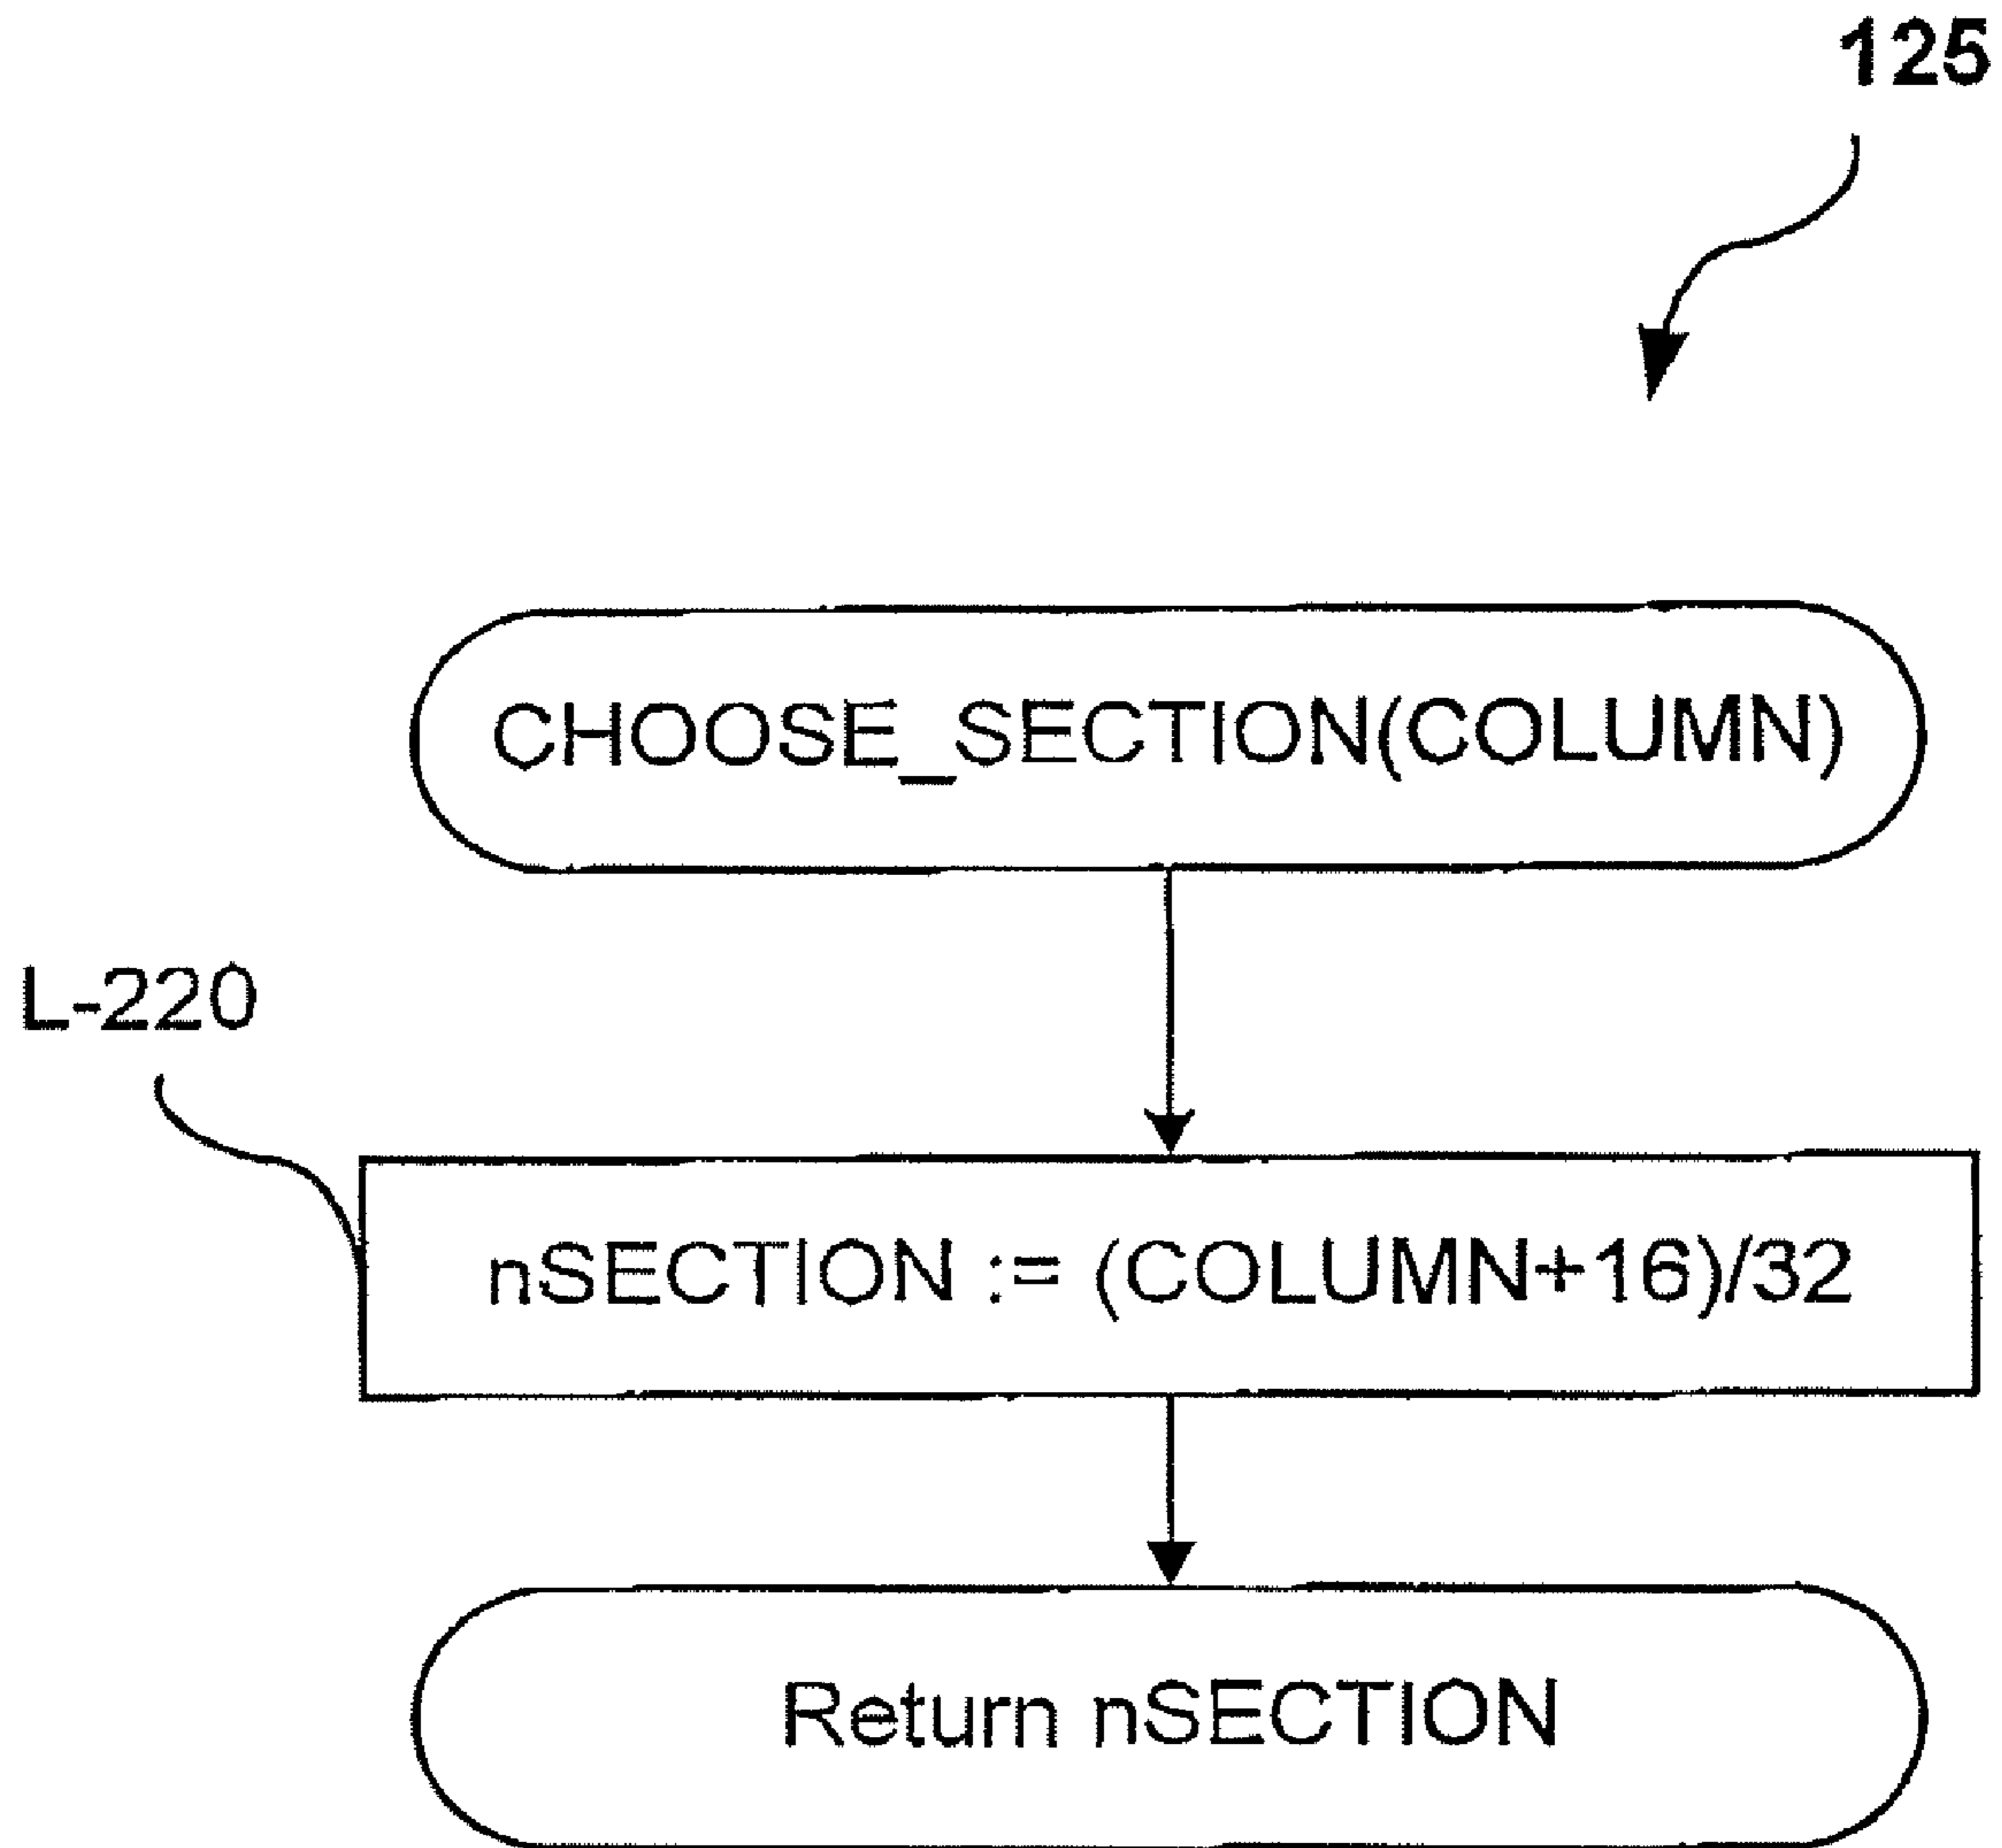 125
CHOOSE_SECTION(COLUMN)
L-220
nSECTION := (COLUMN+16)/32
Return nSECTION